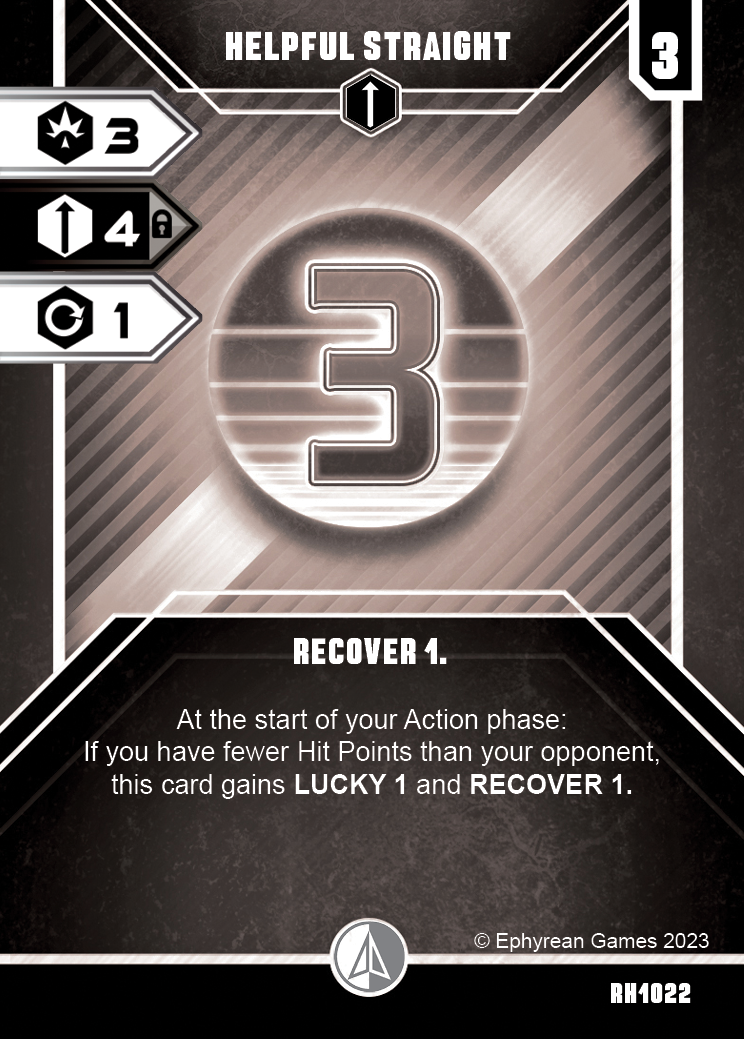 HELPFUL STRAIGHT
3
3
4
1
3
RECOVER 1.
At the start of your Action phase:
If you have fewer Hit Points than your opponent,
this card gains LUCKY 1 and RECOVER 1.
© Ephyrean Games 2023
RH1022